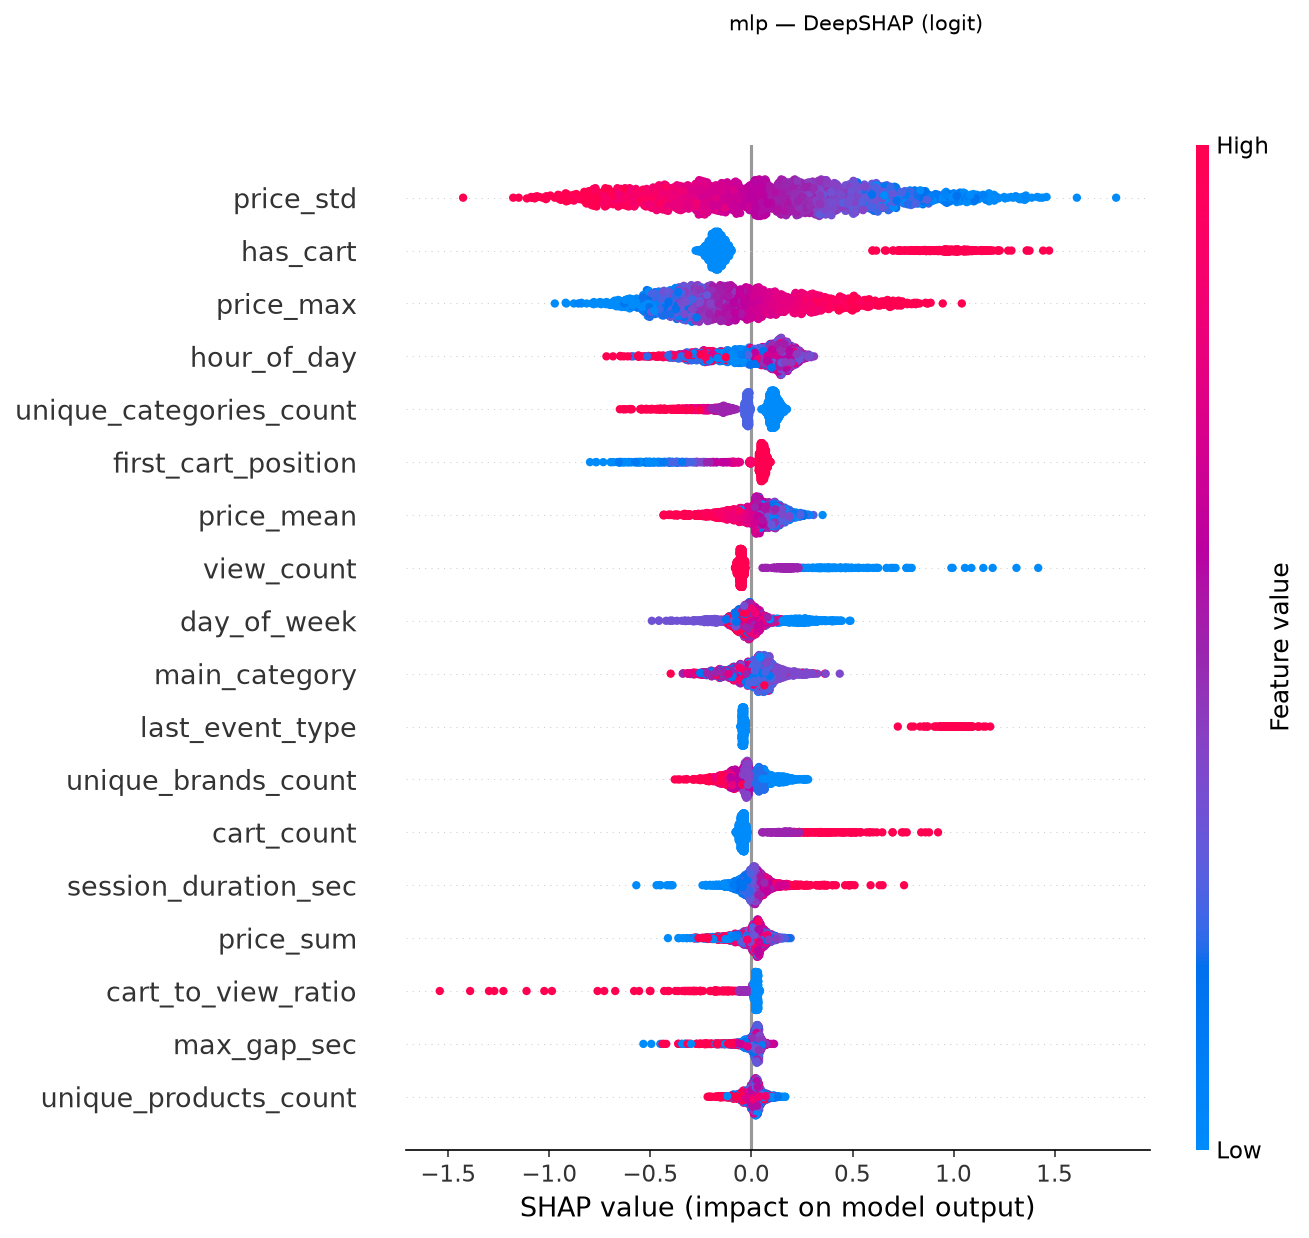 mlp — DeepSHAP (logit)
High
price_std
has_cart
price_max
hour_of_day
unique_categories_count
first_cart_position
price_mean
view_count
day_of_week
main_category
last_event_type
unique_brands_count
cart_count
session_duration_sec
price_sum
cart_to_view_ratio
max_gap_sec
unique_products_count
Feature value
Low
−1.5 −1.0 −0.5 0.0 0.5 1.0 1.5
SHAP value (impact on model output)